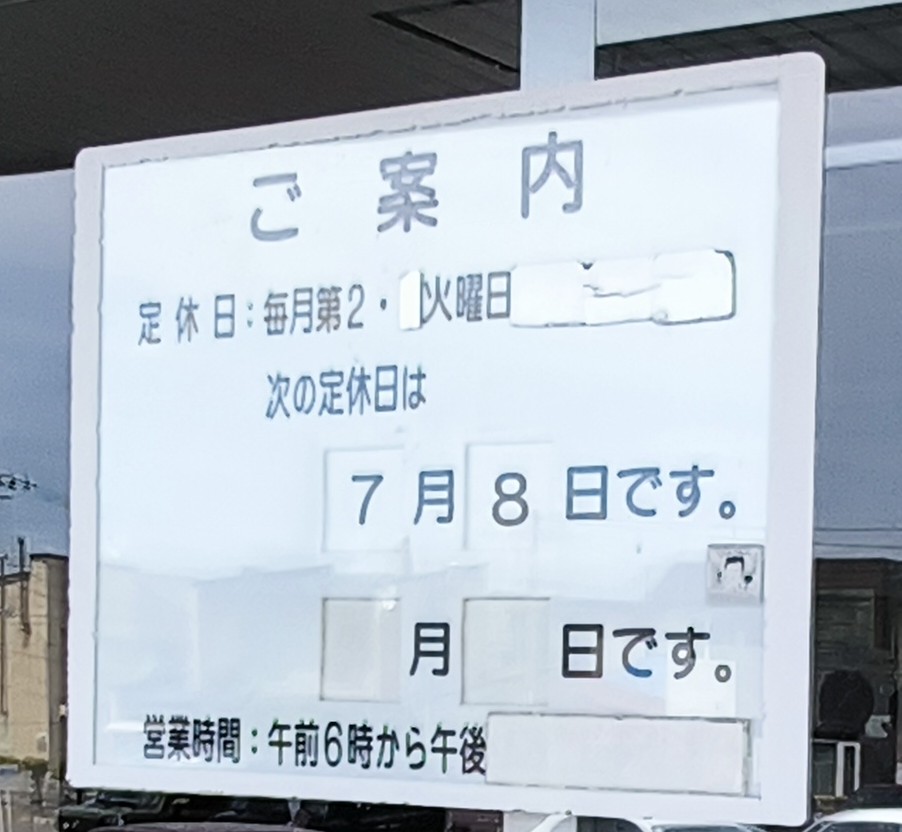 ご案内
定休日：毎月第2・火曜日
次の定休日は
7月8日です。
月日です。
営業時間：午前6時から午後